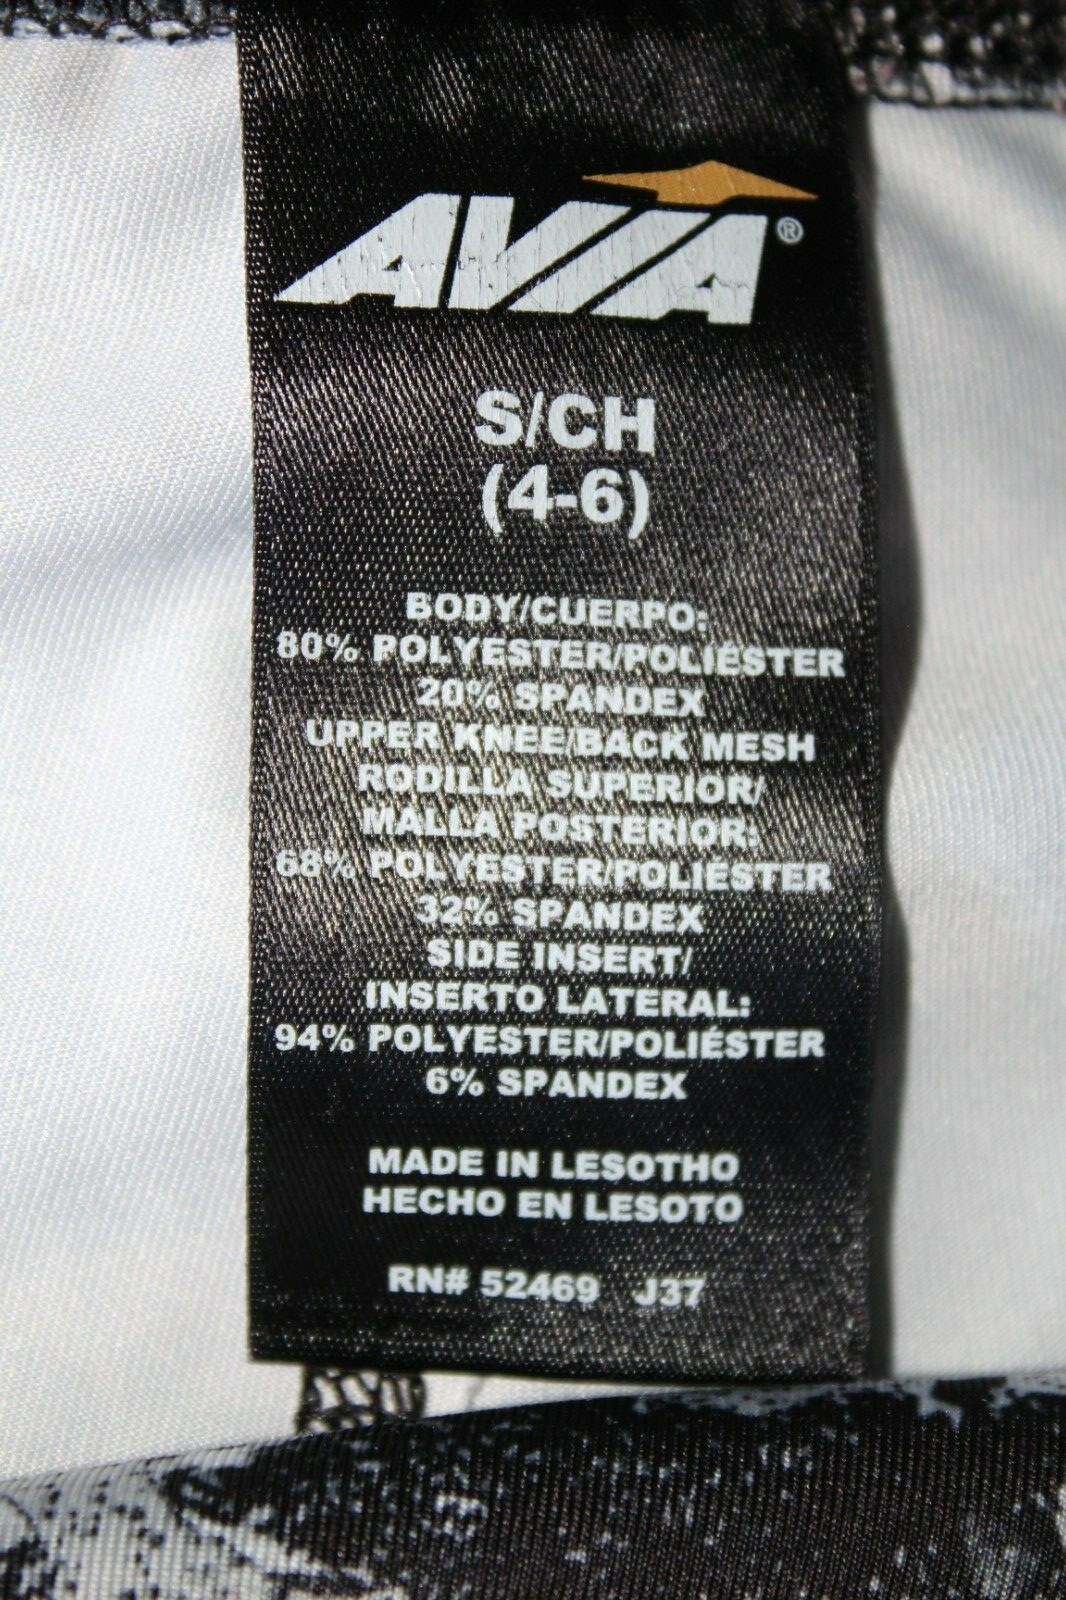 AVIA®
S/CH
(4-6)
BODY/CUERPO:
80% POLYESTER/POLIÉSTER
20% SPANDEX
UPPER KNEE/BACK MESH
RODILLA SUPERIOR/
MALLA POSTERIOR:
68% POLYESTER/POLIÉSTER
32% SPANDEX
SIDE INSERT/
INSERTO LATERAL:
94% POLYESTER/POLIÉSTER
6% SPANDEX
MADE IN LESOTHO
HECHO EN LESOTO
RN# 52469 J37